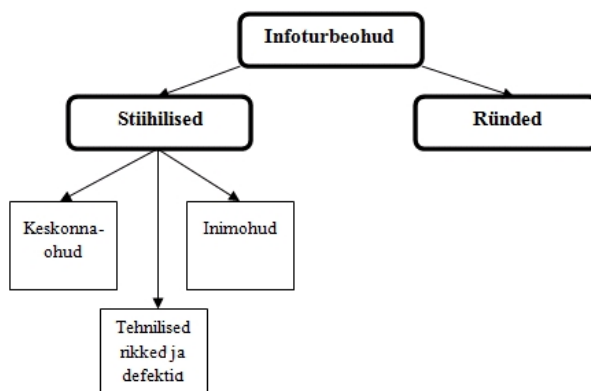 Infoturbeohud
Stiihilised
Ründed
Keskonna-
ohud
Inimohud
Tehnilised
rikked ja
defektid